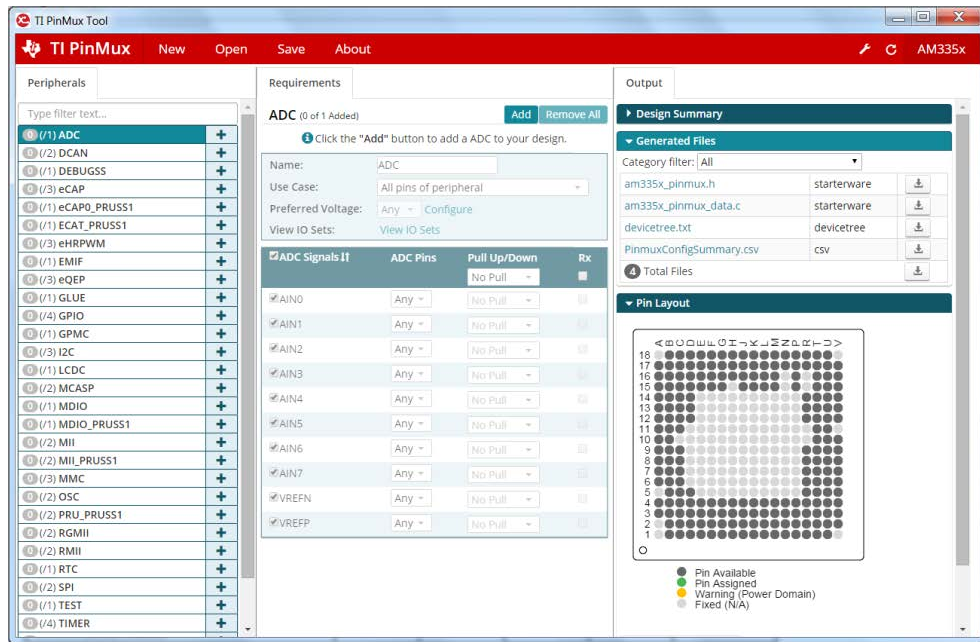 TI PinMux Tool
TI PinMux New Open Save About AM335x
Peripherals
Type filter text...
0 (/1) ADC +
0 (/2) DCAN +
0 (/1) DEBUGSS +
0 (/3) eCAP +
0 (/1) eCAP0_PRUSS1 +
0 (/1) ECAT_PRUSS1 +
0 (/3) eHRPWM +
0 (/1) EMIF +
0 (/3) eQEP +
0 (/1) GLUE +
0 (/4) GPIO +
0 (/1) GPMC +
0 (/3) I2C +
0 (/1) LCDC +
0 (/2) MCASP +
0 (/1) MDIO +
0 (/1) MDIO_PRUSS1 +
0 (/2) MII +
0 (/2) MII_PRUSS1 +
0 (/3) MMC +
0 (/2) OSC +
0 (/2) PRU_PRUSS1 +
0 (/2) RGMII +
0 (/2) RMII +
0 (/1) RTC +
0 (/2) SPI +
0 (/1) TEST +
0 (/4) TIMER +
Requirements
ADC (0 of 1 Added) Add Remove All
Click the "Add" button to add a ADC to your design.
Name: ADC
Use Case: All pins of peripheral
Preferred Voltage: Any Configure
View IO Sets: View IO Sets
ADC Signals ADC Pins Pull Up/Down Rx
No Pull
AIN0 Any No Pull
AIN1 Any No Pull
AIN2 Any No Pull
AIN3 Any No Pull
AIN4 Any No Pull
AIN5 Any No Pull
AIN6 Any No Pull
AIN7 Any No Pull
VREFN Any No Pull
VREFP Any No Pull
Output
Design Summary
Generated Files
Category filter: All
am335x_pinmux.h starterware
am335x_pinmux_data.c starterware
devicetree.txt devicetree
PinmuxConfigSummary.csv csv
4 Total Files
Pin Layout
A B C D E F G H J K L M N P R T U V
18
17
16
15
14
13
12
11
10
9
8
7
6
5
4
3
2
1
Pin Available
Pin Assigned
Warning (Power Domain)
Fixed (N/A)